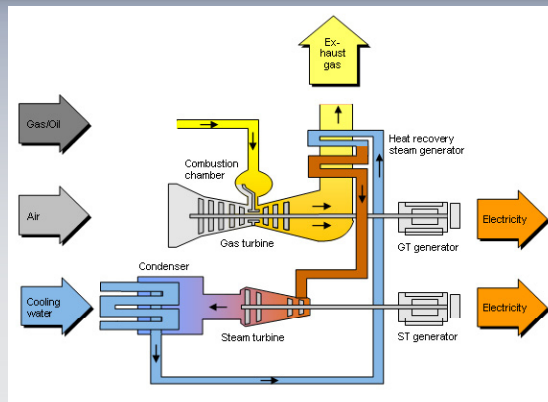 Ex-
haust
gas
Gas/Oil
Heat recovery
steam generator
Combustion
chamber
Air
Electricity
Gas turbine
GT generator
Condenser
Cooling
water
Electricity
Steam turbine
ST generator